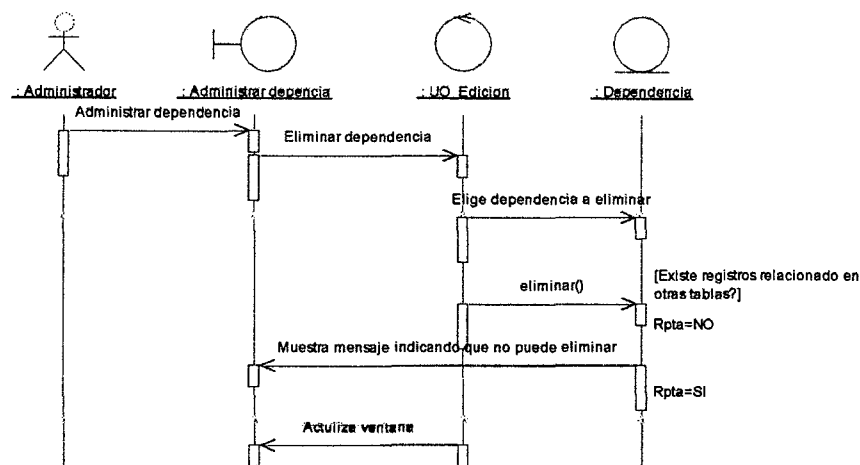 : Administrador
: Administrar depencia
: UO_Edicion
: Dependencia
Administrar dependencia
Eliminar dependencia
Elige dependencia a eliminar
eliminar()
[Existe registros relacionado en
otras tablas?]
Rpta=NO
Muestra mensaje indicando que no puede eliminar
Rpta=SI
Actuliza ventana